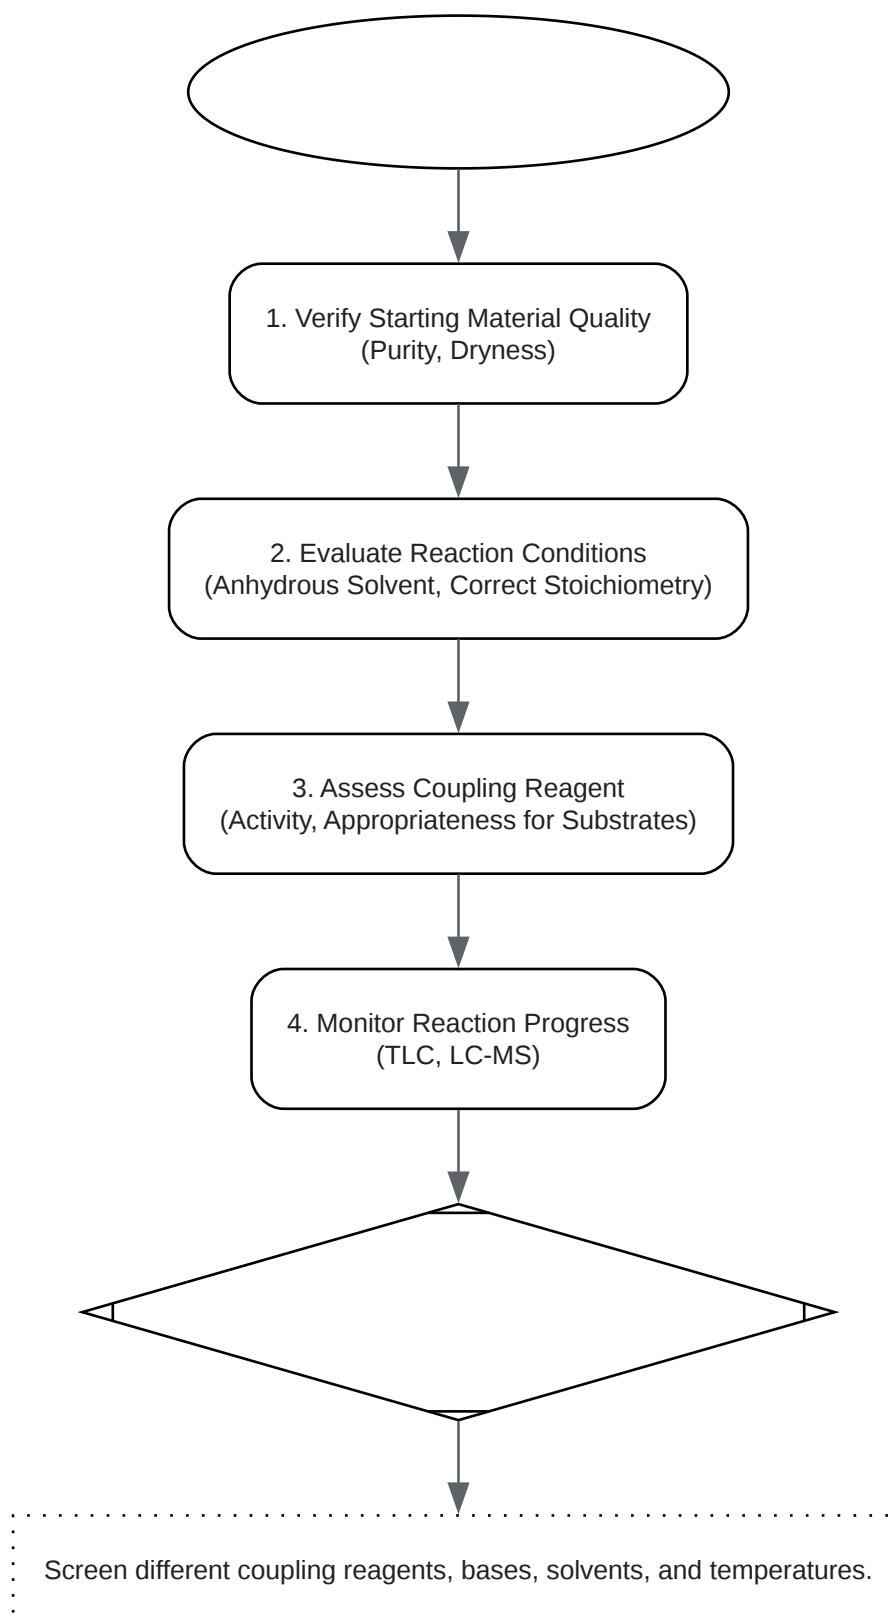 1. Verify Starting Material Quality
(Purity, Dryness)
2. Evaluate Reaction Conditions
(Anhydrous Solvent, Correct Stoichiometry)
3. Assess Coupling Reagent
(Activity, Appropriateness for Substrates)
4. Monitor Reaction Progress
(TLC, LC-MS)
Screen different coupling reagents, bases, solvents, and temperatures.